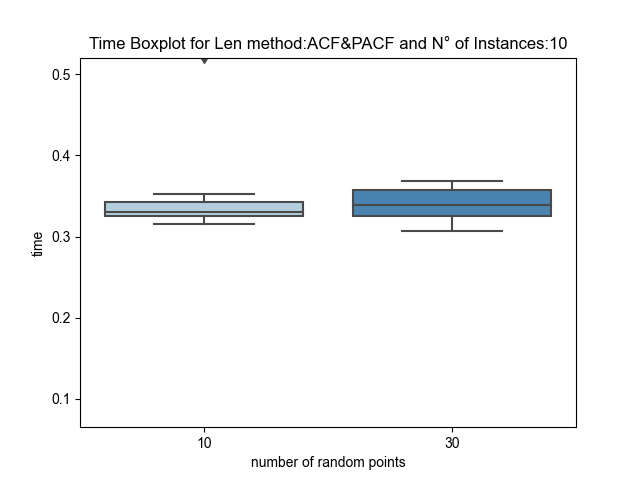 Time Boxplot for Len method:ACF&PACF and N° of Instances:10
0.5
0.4
0.3
0.2
0.1
time
10
30
number of random points